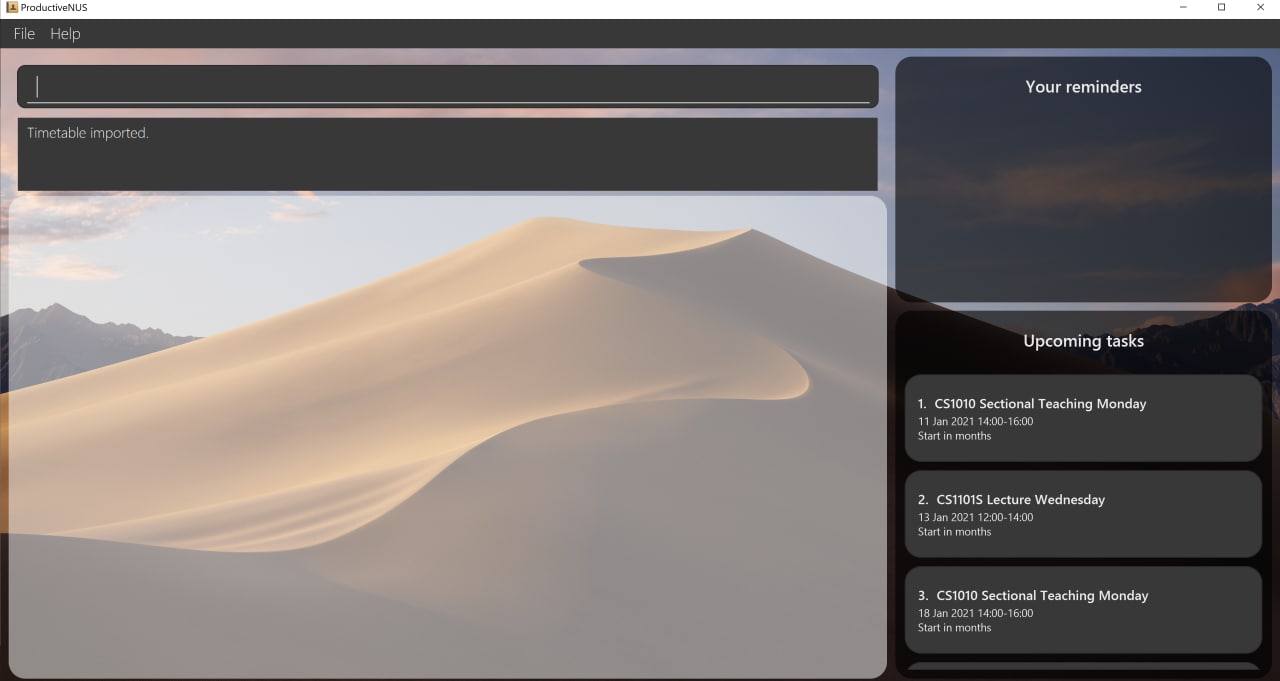 ProductiveNUS
File Help
Timetable imported.
Your reminders
Upcoming tasks
1. CS1010 Sectional Teaching Monday
11 Jan 2021 14:00-16:00
Start in months
2. CS1101S Lecture Wednesday
13 Jan 2021 12:00-14:00
Start in months
3. CS1010 Sectional Teaching Monday
18 Jan 2021 14:00-16:00
Start in months